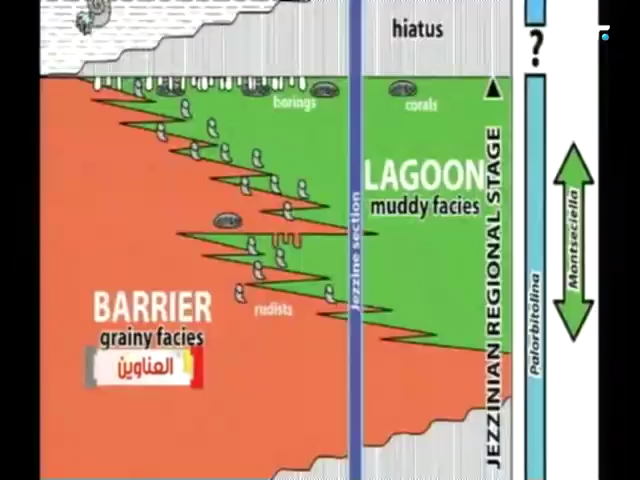 hiatus
?
borings
corals
LAGOON
muddy facies
JEZZINIAN REGIONAL STAGE
Montseciella
Jezzine section
BARRIER
grainy facies
rudists
Palorbitolina
العناوين